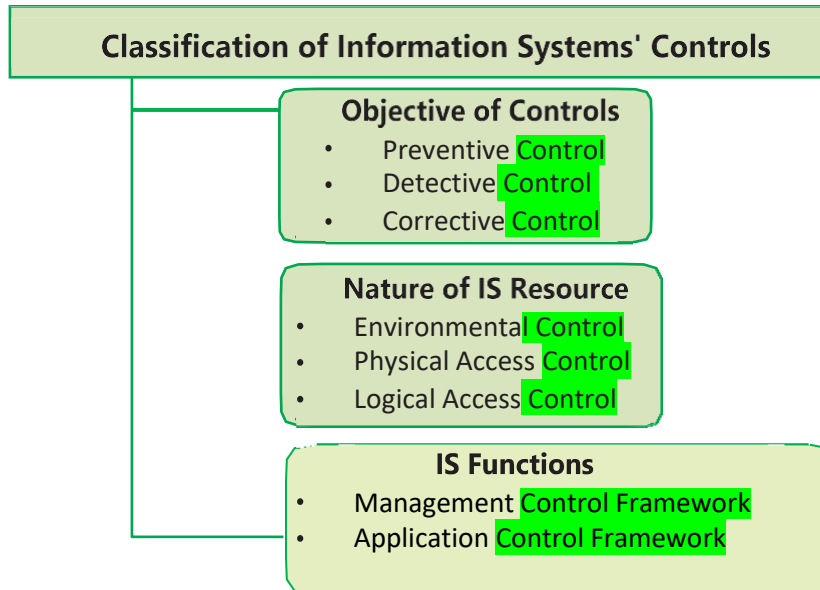 Classification of Information Systems' Controls
Objective of Controls
• Preventive Control
• Detective Control
• Corrective Control
Nature of IS Resource
• Environmental Control
• Physical Access Control
• Logical Access Control
IS Functions
• Management Control Framework
• Application Control Framework